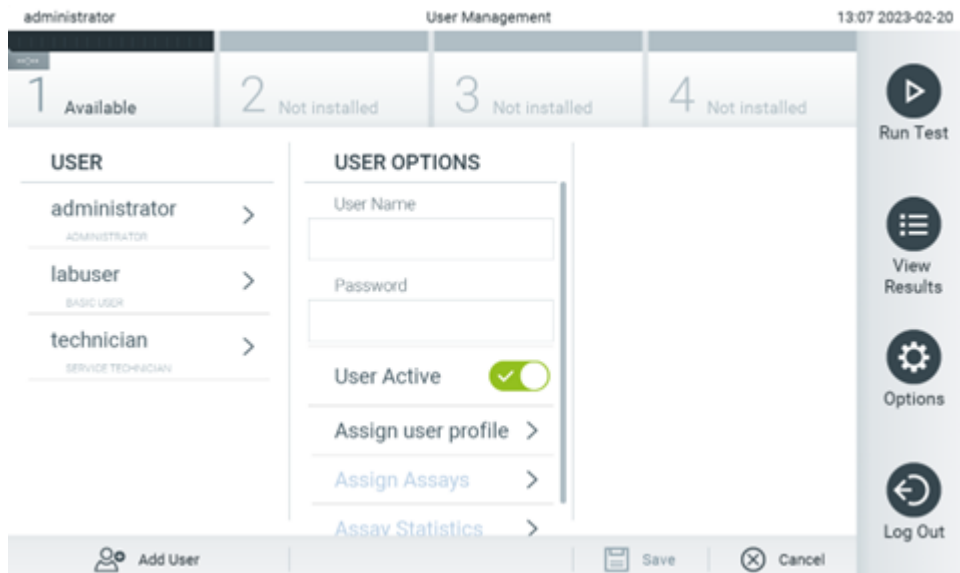 administrator User Management 13:07 2023-02-20
--:--
1 Available 2 Not installed 3 Not installed 4 Not installed
Run Test
USER
administrator
ADMINISTRATOR
labuser
BASIC USER
technician
SERVICE TECHNICIAN
USER OPTIONS
User Name
Password
User Active
Assign user profile
Assign Assays
Assay Statistics
View
Results
Options
Log Out
Add User Save Cancel